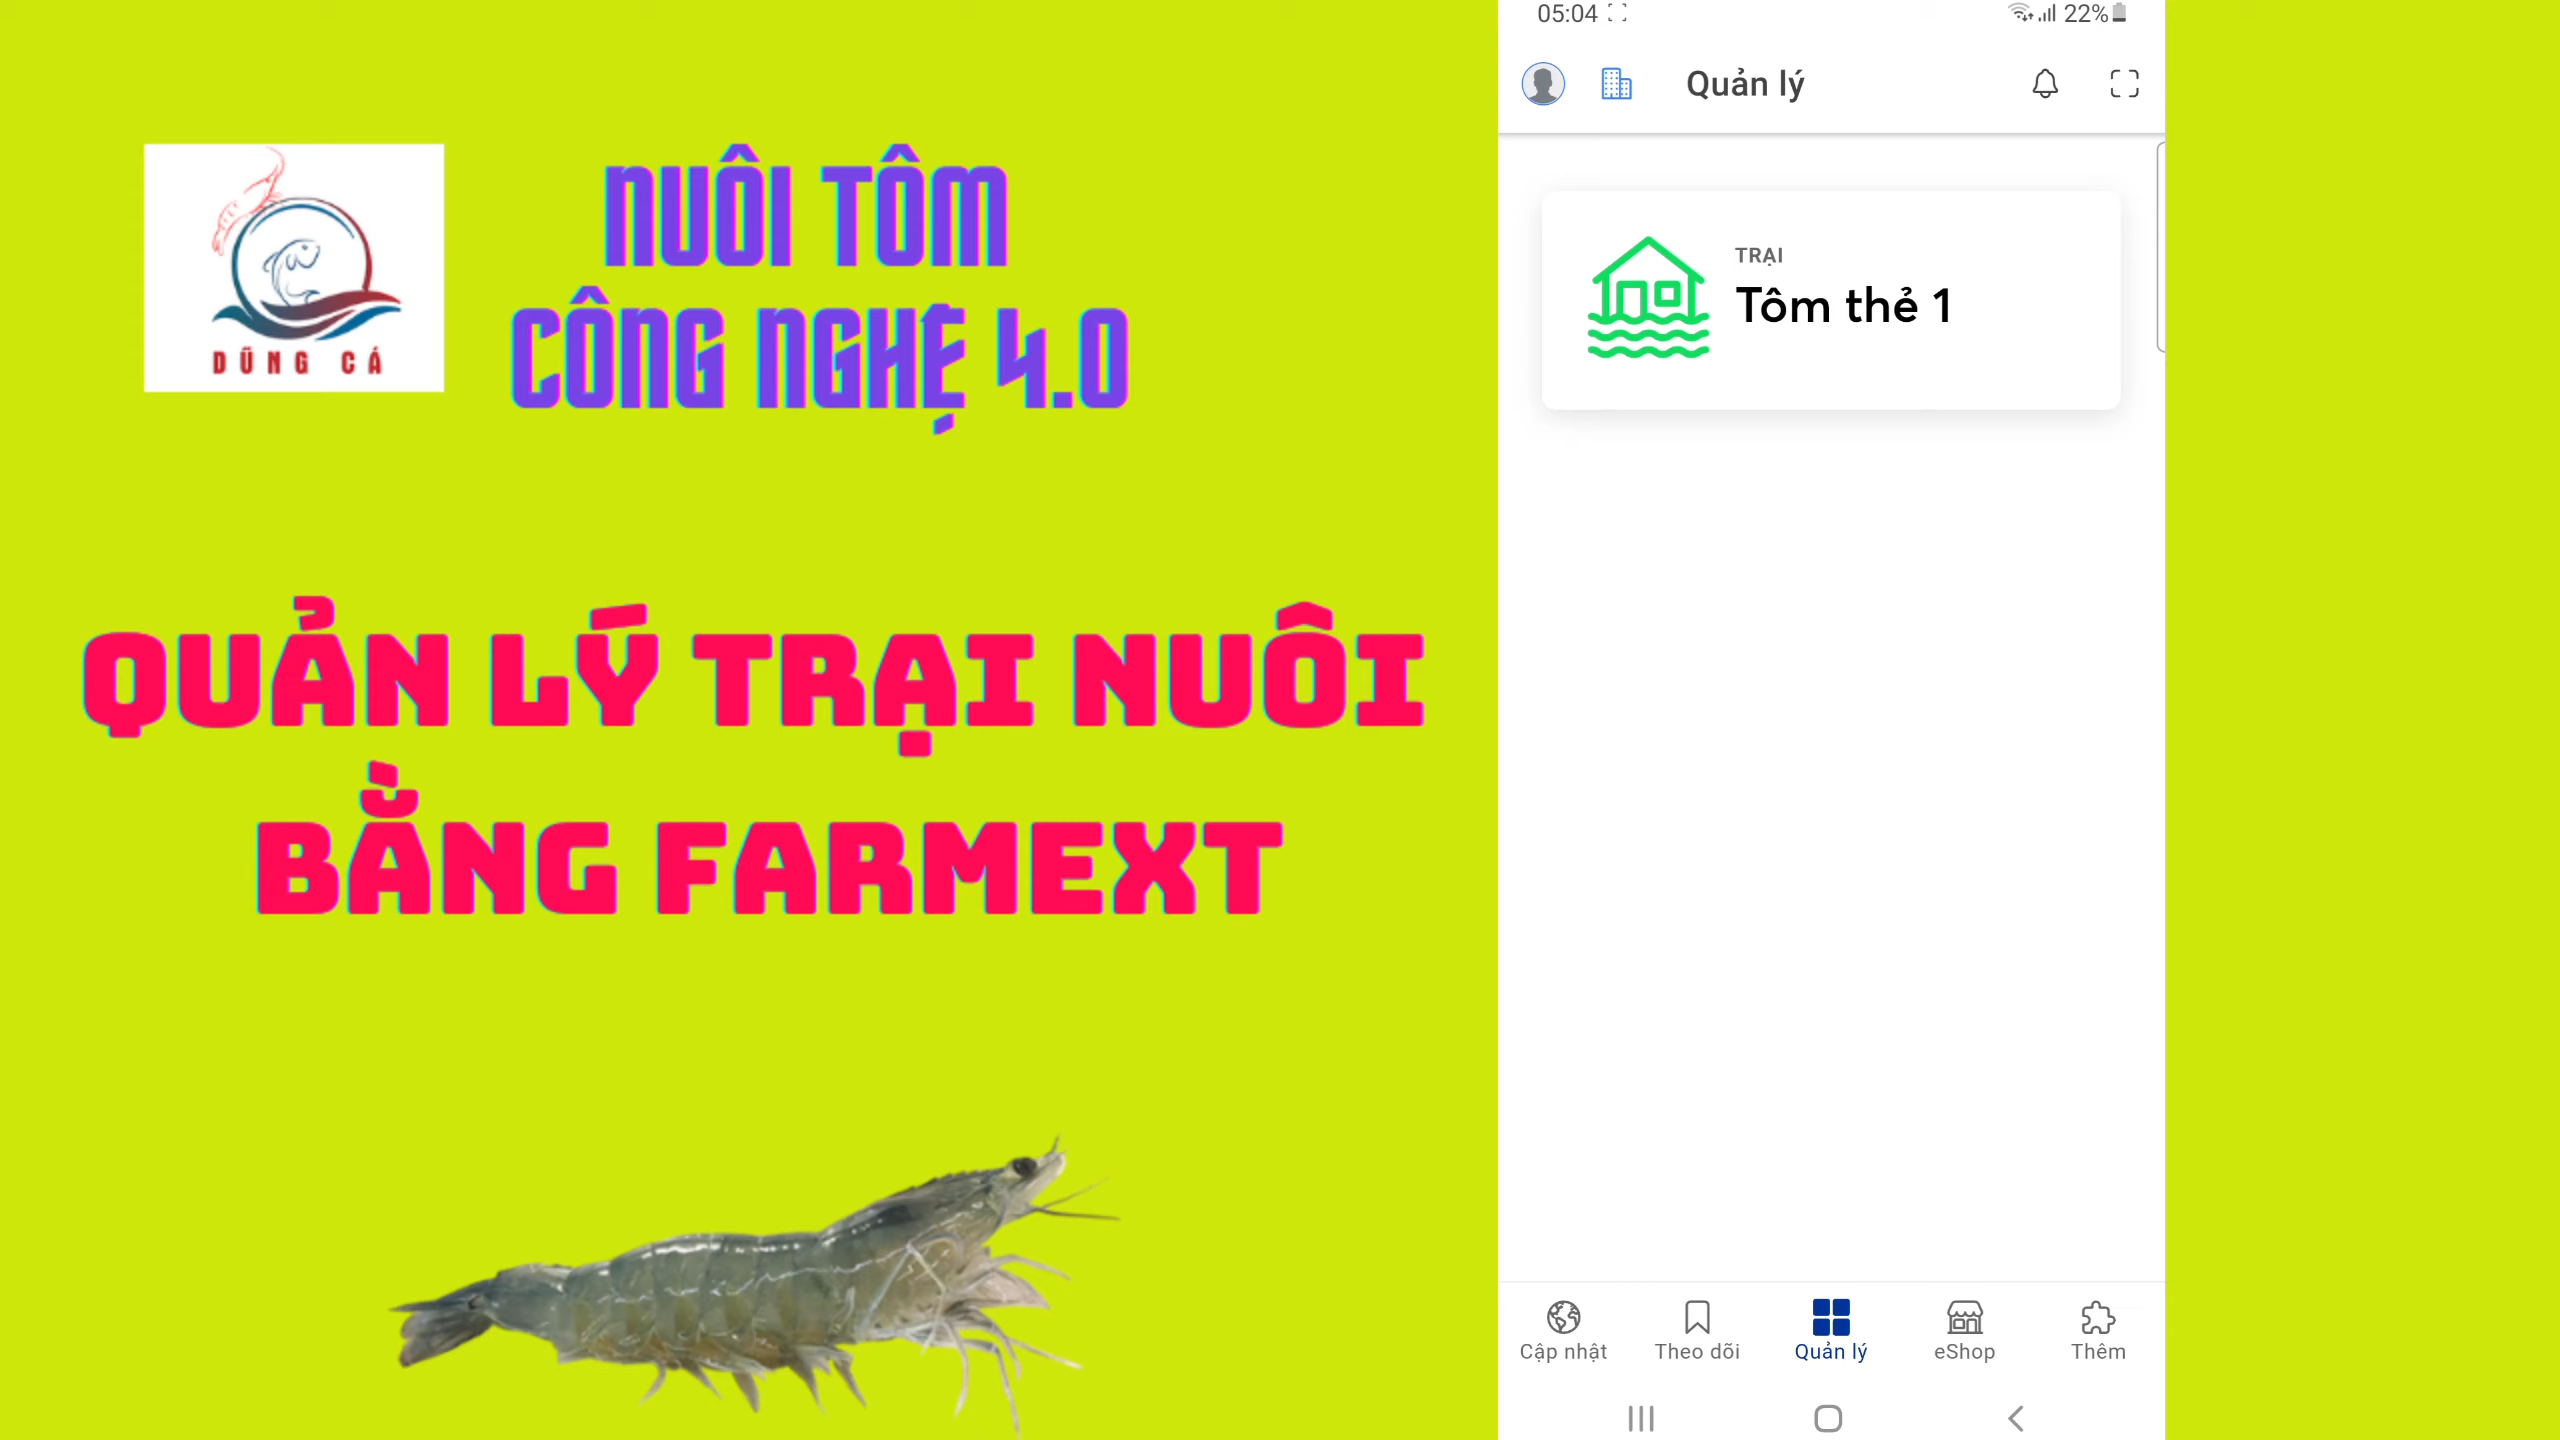 DŨNG CÁ
NUÔI TÔM
CÔNG NGHỆ 4.0
QUẢN LÝ TRẠI NUÔI
BẰNG FARMEXT
05:04
22%
Quản lý
TRẠI
Tôm thẻ 1
Cập nhật
Theo dõi
Quản lý
eShop
Thêm